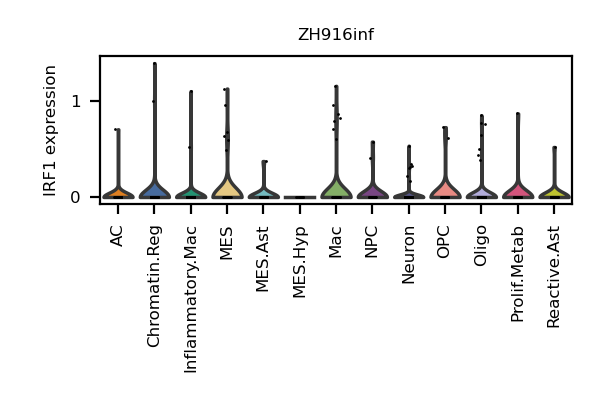 ZH916inf
IRF1 expression
1
0
AC
Chromatin.Reg
Inflammatory.Mac
MES
MES.Ast
MES.Hyp
Mac
NPC
Neuron
OPC
Oligo
Prolif.Metab
Reactive.Ast